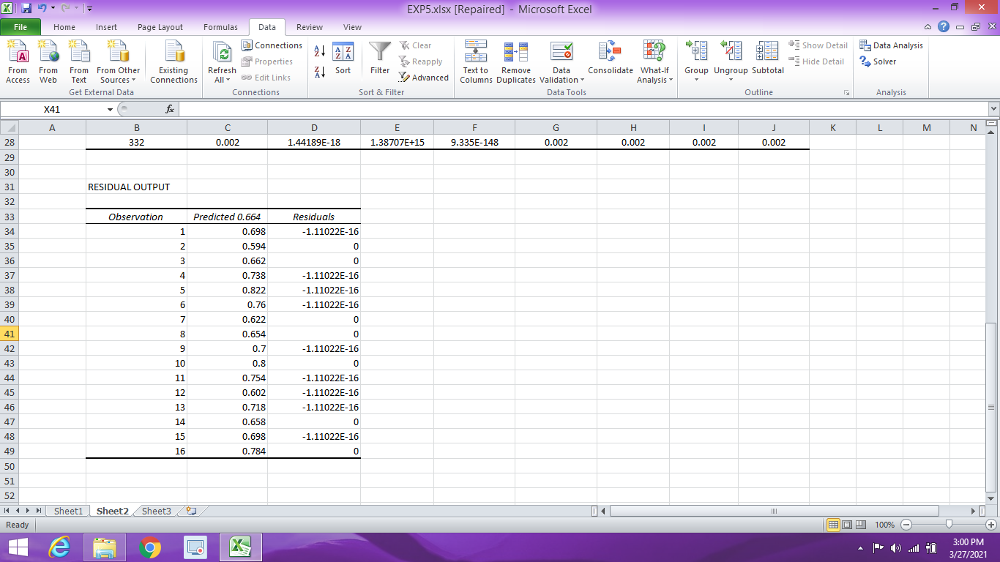 EXP5.xlsx [Repaired] - Microsoft Excel
File Home Insert Page Layout Formulas Data Review View
From Access
From Web
From Text
From Other Sources
Existing Connections
Get External Data
Refresh All
Connections
Properties
Edit Links
Connections
Sort
Filter
Clear
Reapply
Advanced
Sort & Filter
Text to Columns
Remove Duplicates
Data Validation
Consolidate
What-If Analysis
Data Tools
Group
Ungroup
Subtotal
Show Detail
Hide Detail
Outline
Data Analysis
Solver
Analysis
X41 fx
A B C D E F G H I J K L M N
28 332 0.002 1.44189E-18 1.38707E+15 9.335E-148 0.002 0.002 0.002 0.002
29
30
31 RESIDUAL OUTPUT
32
33 Observation Predicted 0.664 Residuals
34 1 0.698 -1.11022E-16
35 2 0.594 0
36 3 0.662 0
37 4 0.738 -1.11022E-16
38 5 0.822 -1.11022E-16
39 6 0.76 -1.11022E-16
40 7 0.622 0
41 8 0.654 0
42 9 0.7 -1.11022E-16
43 10 0.8 0
44 11 0.754 -1.11022E-16
45 12 0.602 -1.11022E-16
46 13 0.718 -1.11022E-16
47 14 0.658 0
48 15 0.698 -1.11022E-16
49 16 0.784 0
50
51
52
Sheet1 Sheet2 Sheet3
Ready 100%
3:00 PM
3/27/2021